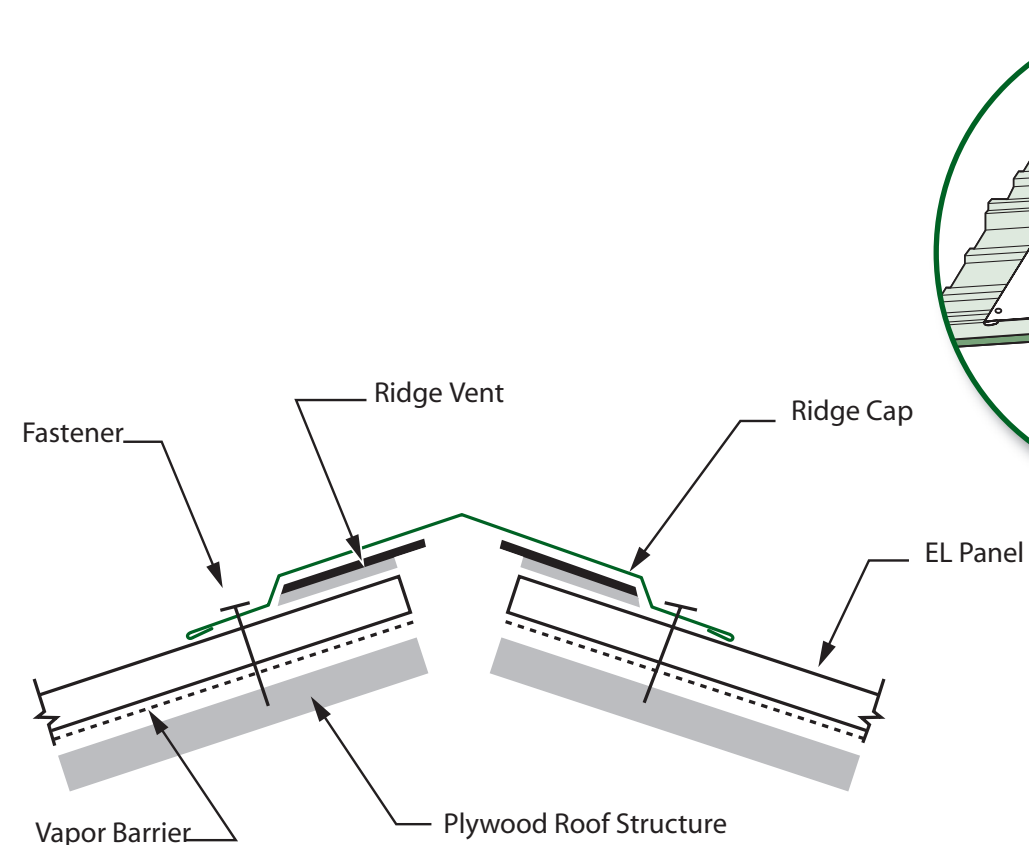 Ridge Vent
Ridge Cap
Fastener
EL Panel
Plywood Roof Structure
Vapor Barrier